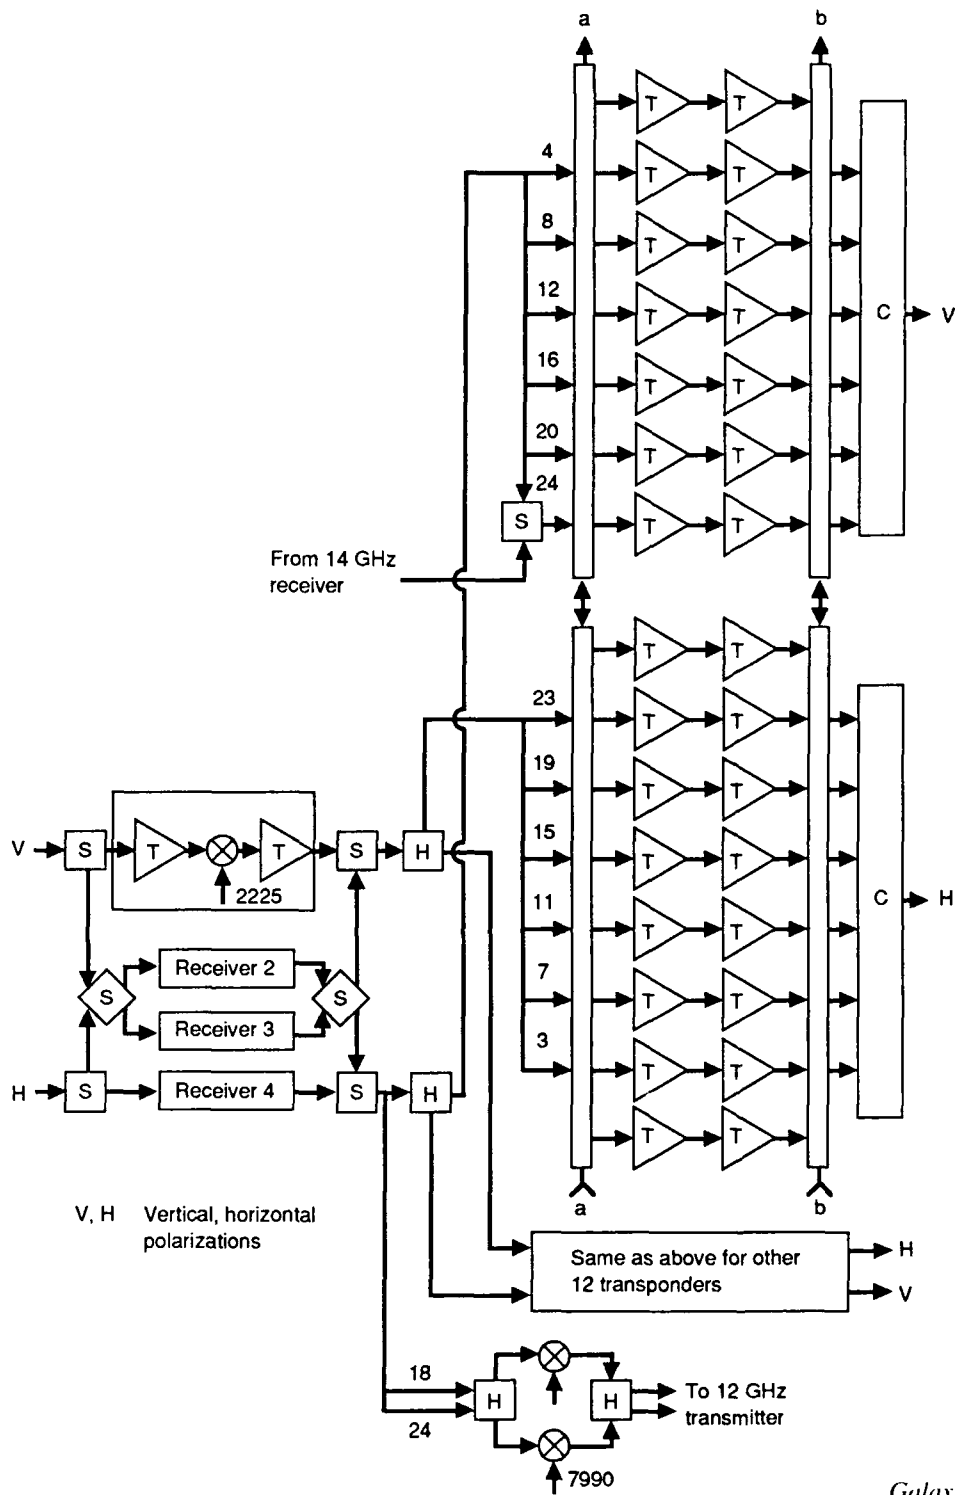 a b
T T
4
T T
8
T T
12
T T
C V
16
T T
20
T T
24
S T T
From 14 GHz
receiver
T T
23
T T
19
T T
15
V S T T S H T T
2225
11
C H
T T
Receiver 2
7
S S T T
Receiver 3
3
T T
H S Receiver 4 S H
T T
a b
V, H Vertical, horizontal
polarizations
Same as above for other
12 transponders
H
V
18
H H
To 12 GHz
transmitter
24
7990